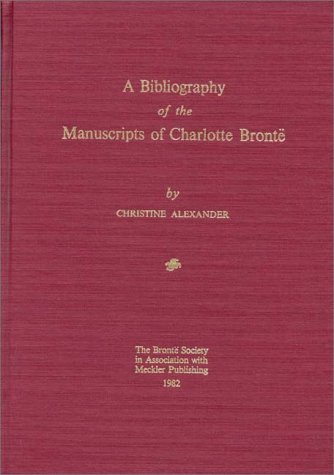 A Bibliography
of the
Manuscripts of Charlotte Brontë
by
CHRISTINE ALEXANDER
The Brontë Society
in Association with
Meckler Publishing
1982